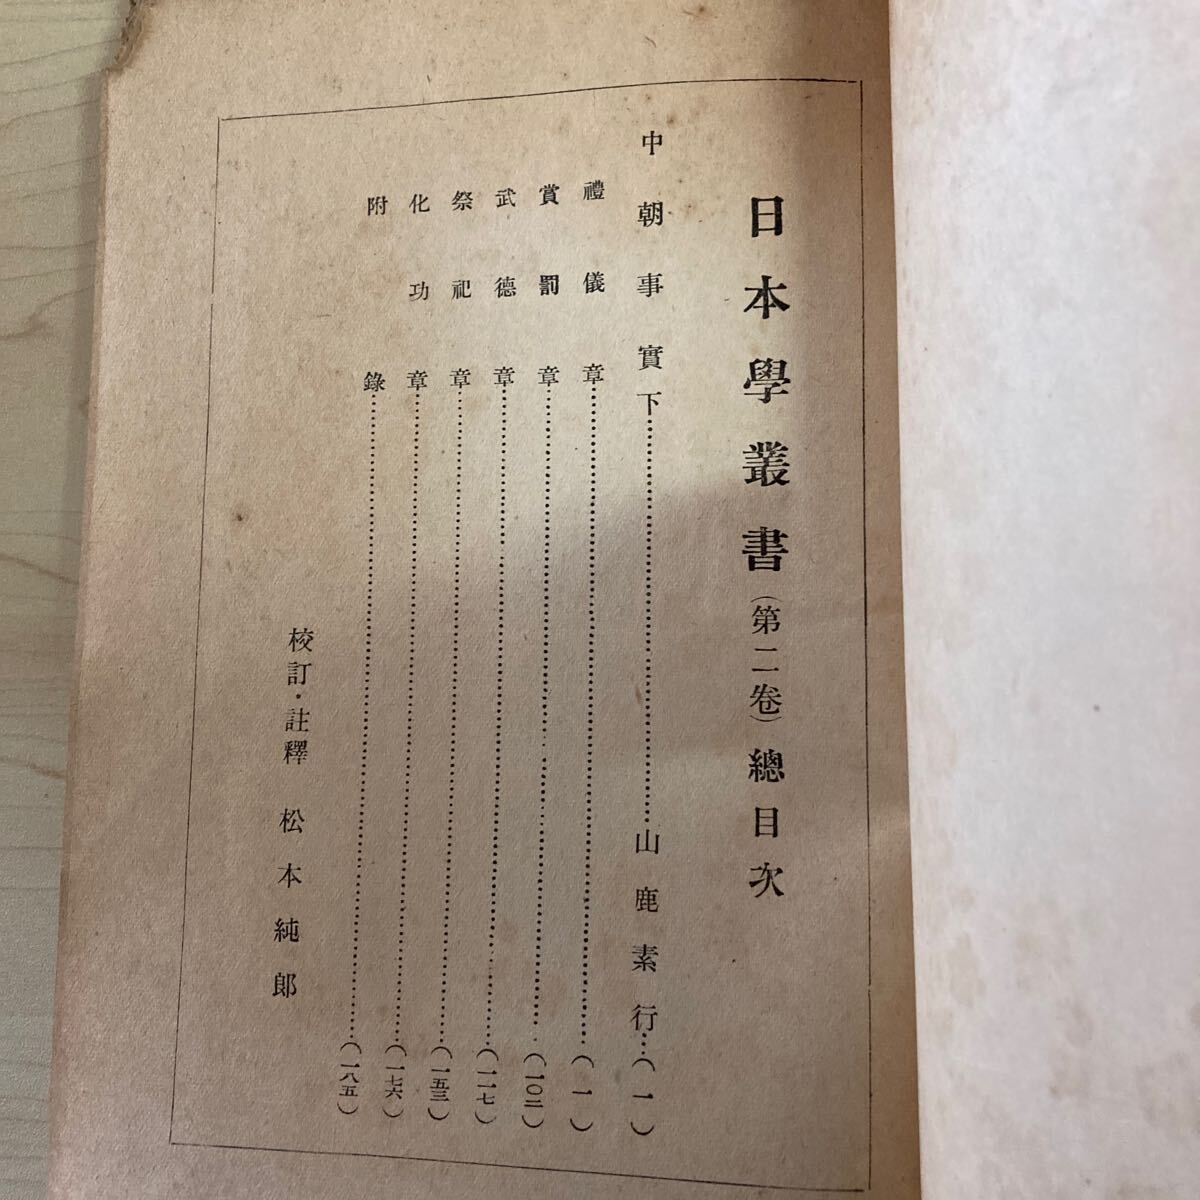 日本學叢書（第二卷）總目次
中朝事實下……山鹿素行…（一）
禮儀章……（一）
賞罰章……（一〇二）
武德章……（一一七）
祭祀章……（一五三）
化功章……（一七六）
附錄……（一八五）
校訂・註釋 松本純郎